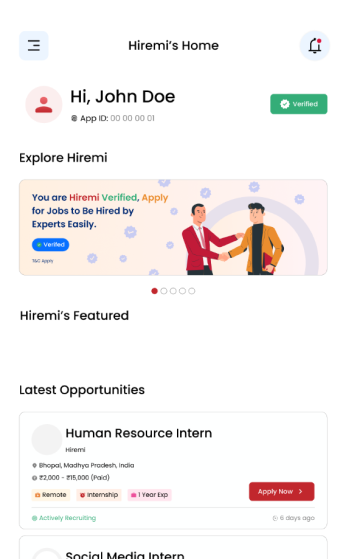 Hiremi's Home
Hi, John Doe
App ID: 00 00 00 01
Verified
Explore Hiremi
You are Hiremi Verified, Apply
for Jobs to Be Hired by
Experts Easily.
Verified
T&C Apply
Hiremi's Featured
Latest Opportunities
Human Resource Intern
Hiremi
Bhopal, Madhya Pradesh, India
₹2,000 - ₹15,000 (Paid)
Remote
Internship
1 Year Exp
Apply Now >
Actively Recruiting
6 days ago
Social Media Intern